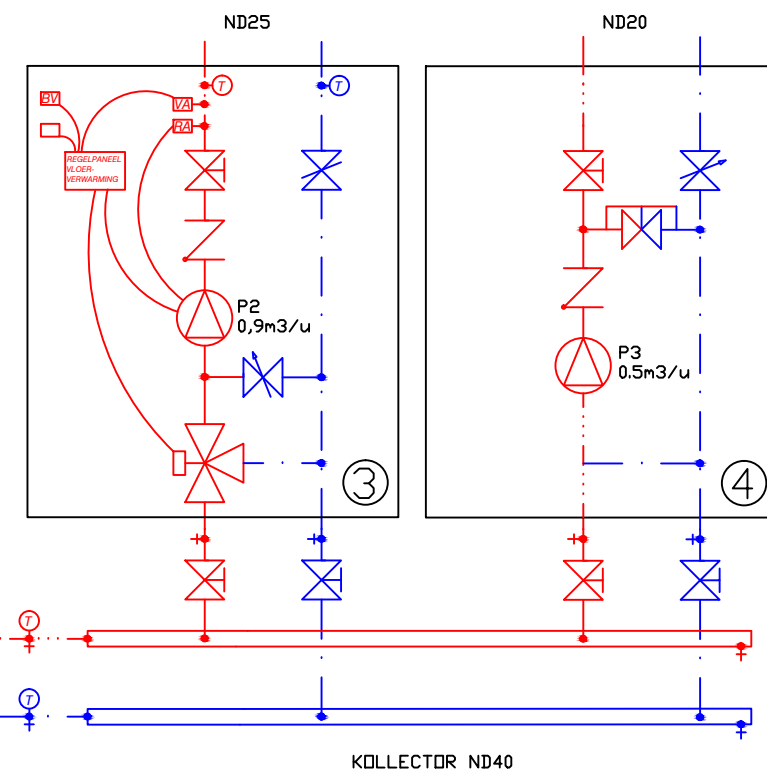 ND25
ND20
T
T
BV
VA
RA
REGELPANEEL
VLOER-
VERWARMING
P2
0,9m3/u
P3
0.5m3/u
3
4
T
T
KOLLECTOR ND40